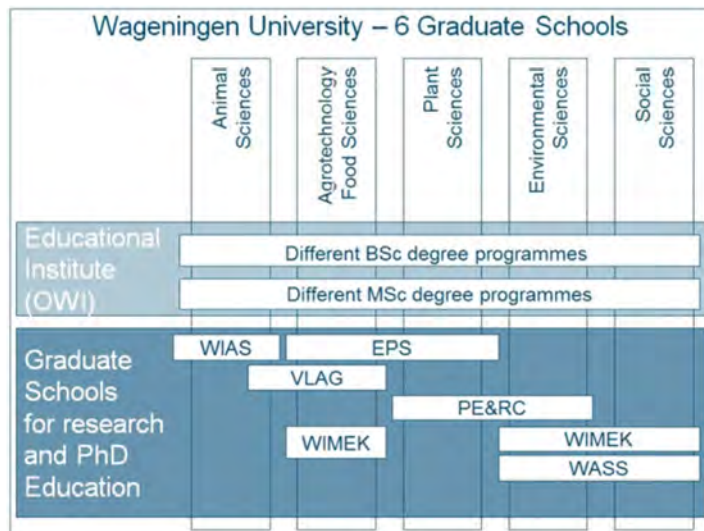 Wageningen University – 6 Graduate Schools
Animal
Sciences
Agrotechnology
Food Sciences
Plant
Sciences
Environmental
Sciences
Social
Sciences
Educational
Institute
(OWI)
Different BSc degree programmes
Different MSc degree programmes
Graduate
Schools
for research
and PhD
Education
WIAS
EPS
VLAG
PE&RC
WIMEK
WIMEK
WASS